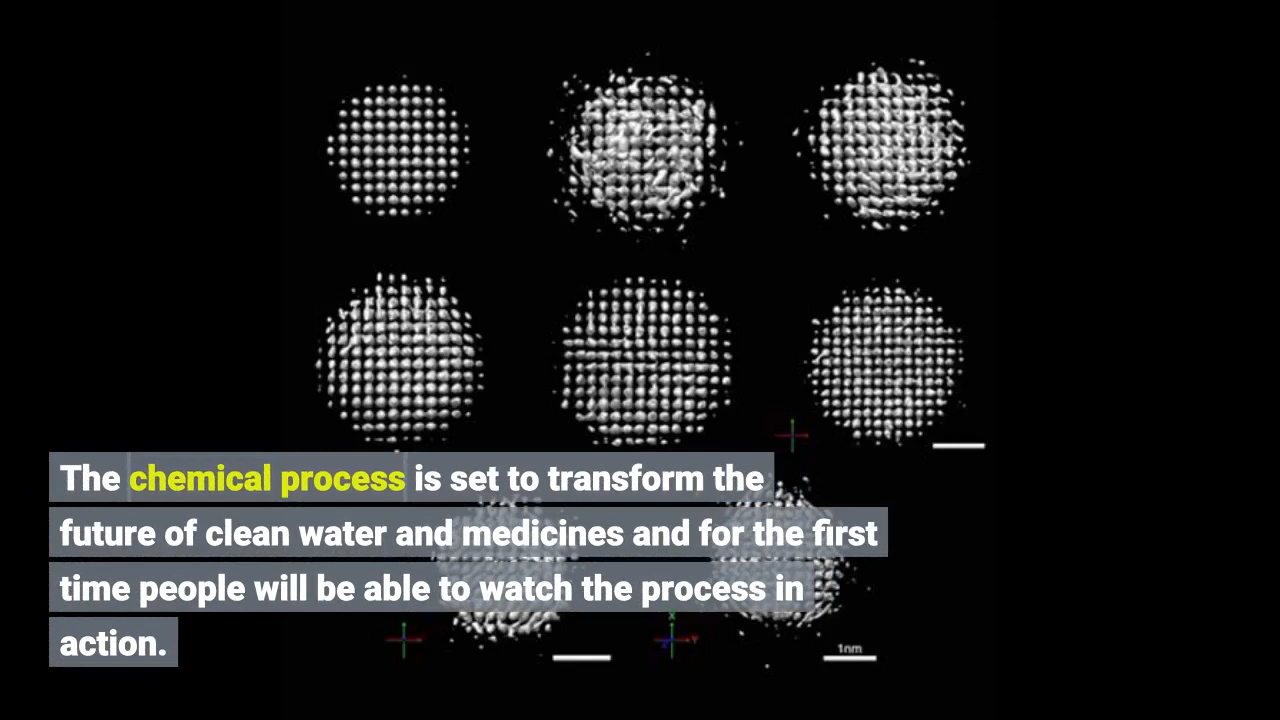 The chemical process is set to transform the
future of clean water and medicines and for the first
time people will be able to watch the process in
action.
X
Y
Z
1nm